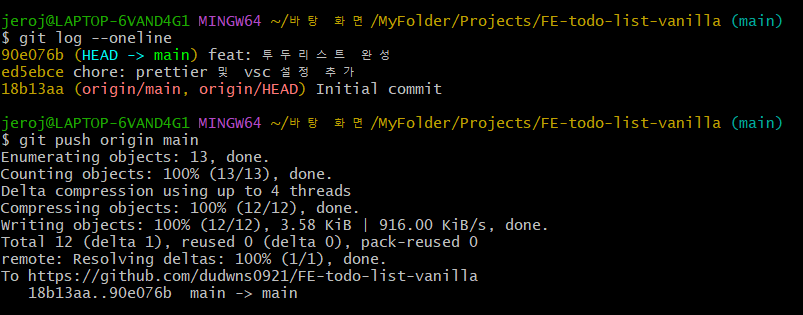 jeroj@LAPTOP-6VAND4G1 MINGW64 ~/바탕 화면/MyFolder/Projects/FE-todo-list-vanilla (main)
$ git log --oneline
90e076b (HEAD -> main) feat: 투두리스트 완성
ed5ebce chore: prettier 및 vsc 설정 추가
18b13aa (origin/main, origin/HEAD) Initial commit
jeroj@LAPTOP-6VAND4G1 MINGW64 ~/바탕 화면/MyFolder/Projects/FE-todo-list-vanilla (main)
$ git push origin main
Enumerating objects: 13, done.
Counting objects: 100% (13/13), done.
Delta compression using up to 4 threads
Compressing objects: 100% (12/12), done.
Writing objects: 100% (12/12), 3.58 KiB | 916.00 KiB/s, done.
Total 12 (delta 1), reused 0 (delta 0), pack-reused 0
remote: Resolving deltas: 100% (1/1), done.
To https://github.com/dudwns0921/FE-todo-list-vanilla
18b13aa..90e076b  main -> main